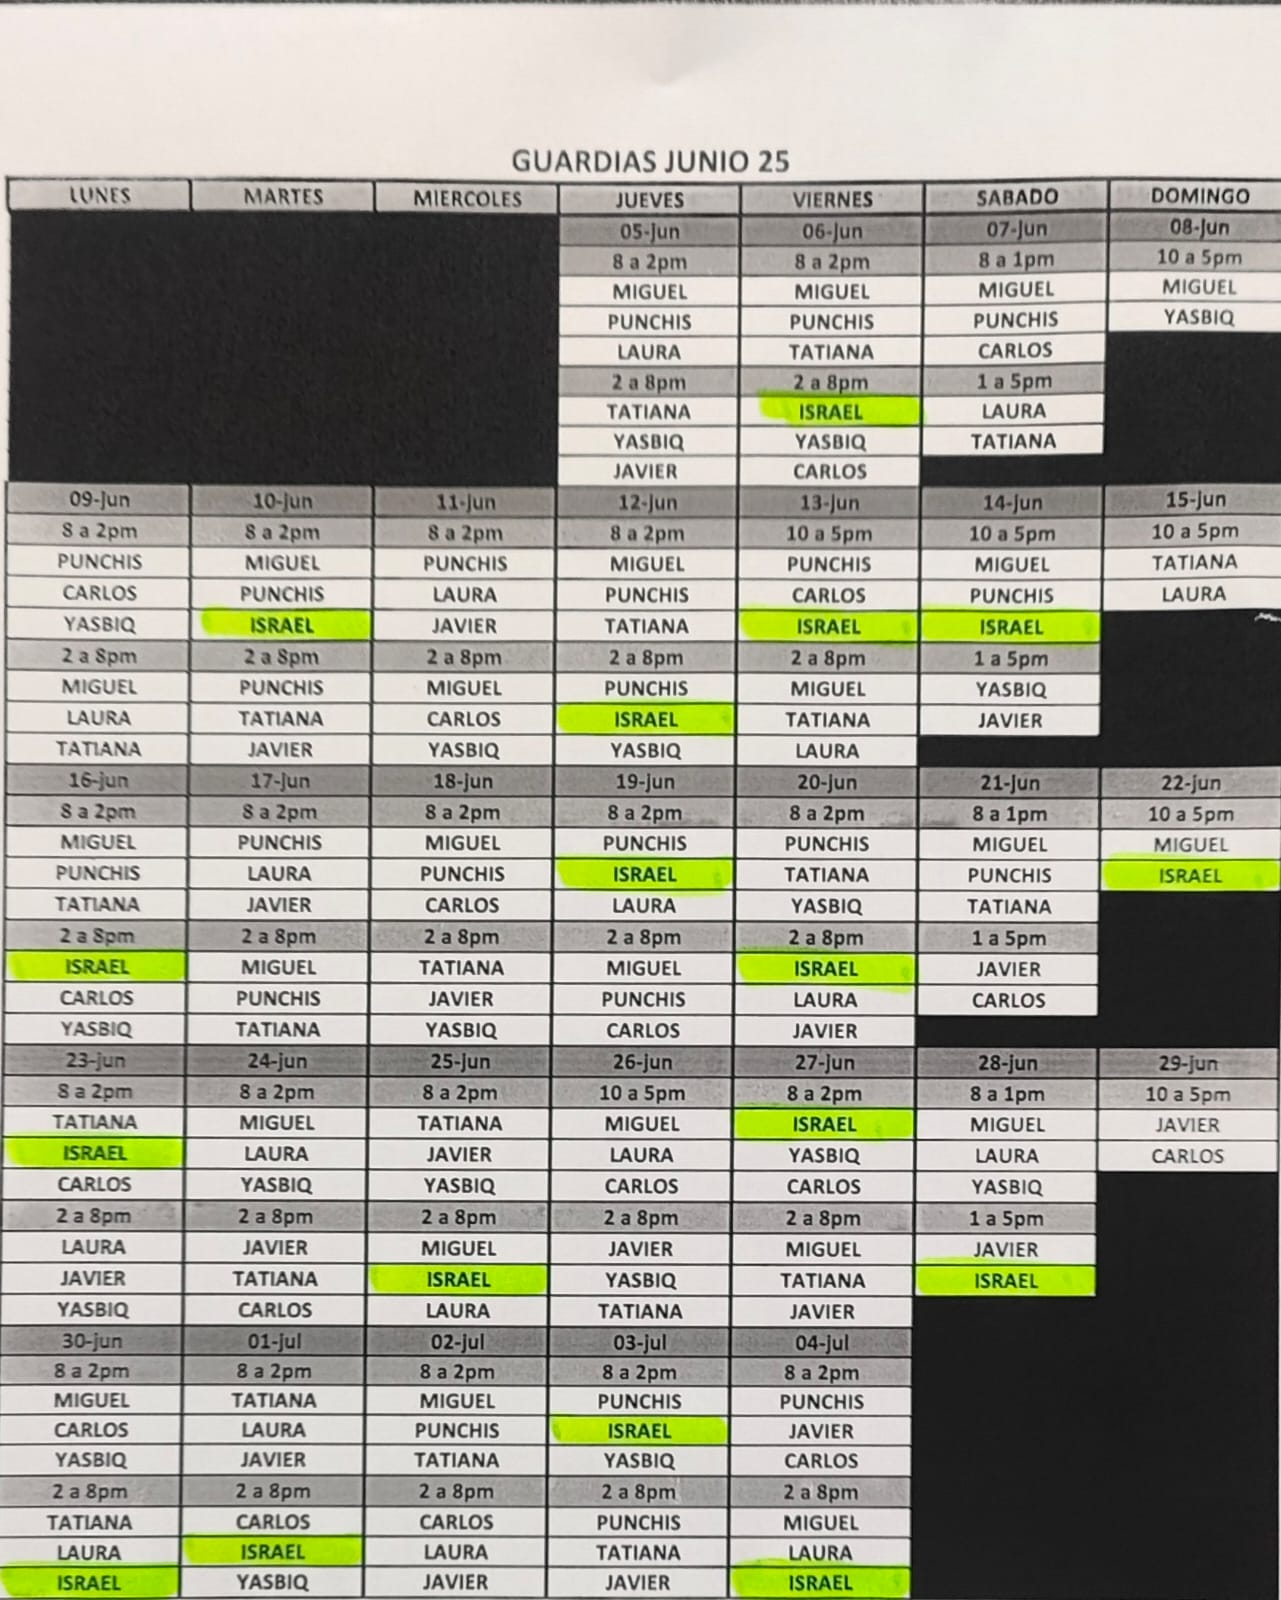 GUARDIAS JUNIO 25
LUNES MARTES MIERCOLES JUEVES VIERNES SABADO DOMINGO
05-jun 06-jun 07-jun 08-jun
8 a 2pm 8 a 2pm 8 a 1pm 10 a 5pm
MIGUEL MIGUEL MIGUEL MIGUEL
PUNCHIS PUNCHIS PUNCHIS YASBIQ
LAURA TATIANA CARLOS
2 a 8pm 2 a 8pm 1 a 5pm
TATIANA ISRAEL LAURA
YASBIQ YASBIQ TATIANA
JAVIER CARLOS
09-jun 10-jun 11-jun 12-jun 13-jun 14-jun 15-jun
8 a 2pm 8 a 2pm 8 a 2pm 8 a 2pm 10 a 5pm 10 a 5pm 10 a 5pm
PUNCHIS MIGUEL PUNCHIS MIGUEL PUNCHIS MIGUEL TATIANA
CARLOS PUNCHIS LAURA PUNCHIS CARLOS PUNCHIS LAURA
YASBIQ ISRAEL JAVIER TATIANA ISRAEL ISRAEL
2 a 8pm 2 a 8pm 2 a 8pm 2 a 8pm 2 a 8pm 1 a 5pm
MIGUEL PUNCHIS MIGUEL PUNCHIS MIGUEL YASBIQ
LAURA TATIANA CARLOS ISRAEL TATIANA JAVIER
TATIANA JAVIER YASBIQ YASBIQ LAURA
16-jun 17-jun 18-jun 19-jun 20-jun 21-jun 22-jun
8 a 2pm 8 a 2pm 8 a 2pm 8 a 2pm 8 a 2pm 8 a 1pm 10 a 5pm
MIGUEL PUNCHIS MIGUEL PUNCHIS PUNCHIS MIGUEL MIGUEL
PUNCHIS LAURA PUNCHIS ISRAEL TATIANA PUNCHIS ISRAEL
TATIANA JAVIER CARLOS LAURA YASBIQ TATIANA
2 a 8pm 2 a 8pm 2 a 8pm 2 a 8pm 2 a 8pm 1 a 5pm
ISRAEL MIGUEL TATIANA MIGUEL ISRAEL JAVIER
CARLOS PUNCHIS JAVIER PUNCHIS LAURA CARLOS
YASBIQ TATIANA YASBIQ CARLOS JAVIER
23-jun 24-jun 25-jun 26-jun 27-jun 28-jun 29-jun
8 a 2pm 8 a 2pm 8 a 2pm 10 a 5pm 8 a 2pm 8 a 1pm 10 a 5pm
TATIANA MIGUEL TATIANA MIGUEL ISRAEL MIGUEL JAVIER
ISRAEL LAURA JAVIER LAURA YASBIQ LAURA CARLOS
CARLOS YASBIQ YASBIQ CARLOS CARLOS YASBIQ
2 a 8pm 2 a 8pm 2 a 8pm 2 a 8pm 2 a 8pm 1 a 5pm
LAURA JAVIER MIGUEL JAVIER MIGUEL JAVIER
JAVIER TATIANA ISRAEL YASBIQ TATIANA ISRAEL
YASBIQ CARLOS LAURA TATIANA JAVIER
30-jun 01-jul 02-jul 03-jul 04-jul
8 a 2pm 8 a 2pm 8 a 2pm 8 a 2pm 8 a 2pm
MIGUEL TATIANA MIGUEL PUNCHIS PUNCHIS
CARLOS LAURA PUNCHIS ISRAEL JAVIER
YASBIQ JAVIER TATIANA YASBIQ CARLOS
2 a 8pm 2 a 8pm 2 a 8pm 2 a 8pm 2 a 8pm
TATIANA CARLOS CARLOS PUNCHIS MIGUEL
LAURA ISRAEL LAURA TATIANA LAURA
ISRAEL YASBIQ JAVIER JAVIER ISRAEL